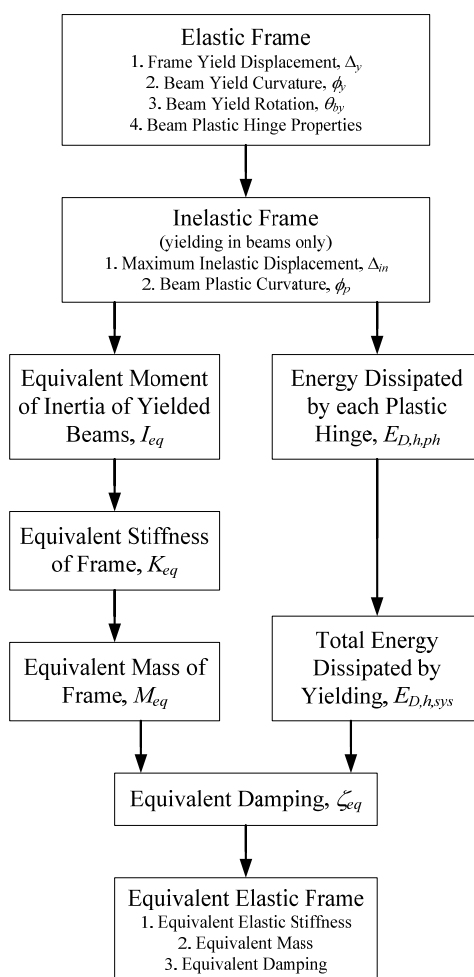 Elastic Frame
1. Frame Yield Displacement, Δy
2. Beam Yield Curvature, ϕy
3. Beam Yield Rotation, θby
4. Beam Plastic Hinge Properties
Inelastic Frame
(yielding in beams only)
1. Maximum Inelastic Displacement, Δin
2. Beam Plastic Curvature, ϕp
Equivalent Moment
of Inertia of Yielded
Beams, Ieq
Energy Dissipated
by each Plastic
Hinge, ED,h,ph
Equivalent Stiffness
of Frame, Keq
Equivalent Mass of
Frame, Meq
Total Energy
Dissipated by
Yielding, ED,h,sys
Equivalent Damping, ζeq
Equivalent Elastic Frame
1. Equivalent Elastic Stiffness
2. Equivalent Mass
3. Equivalent Damping